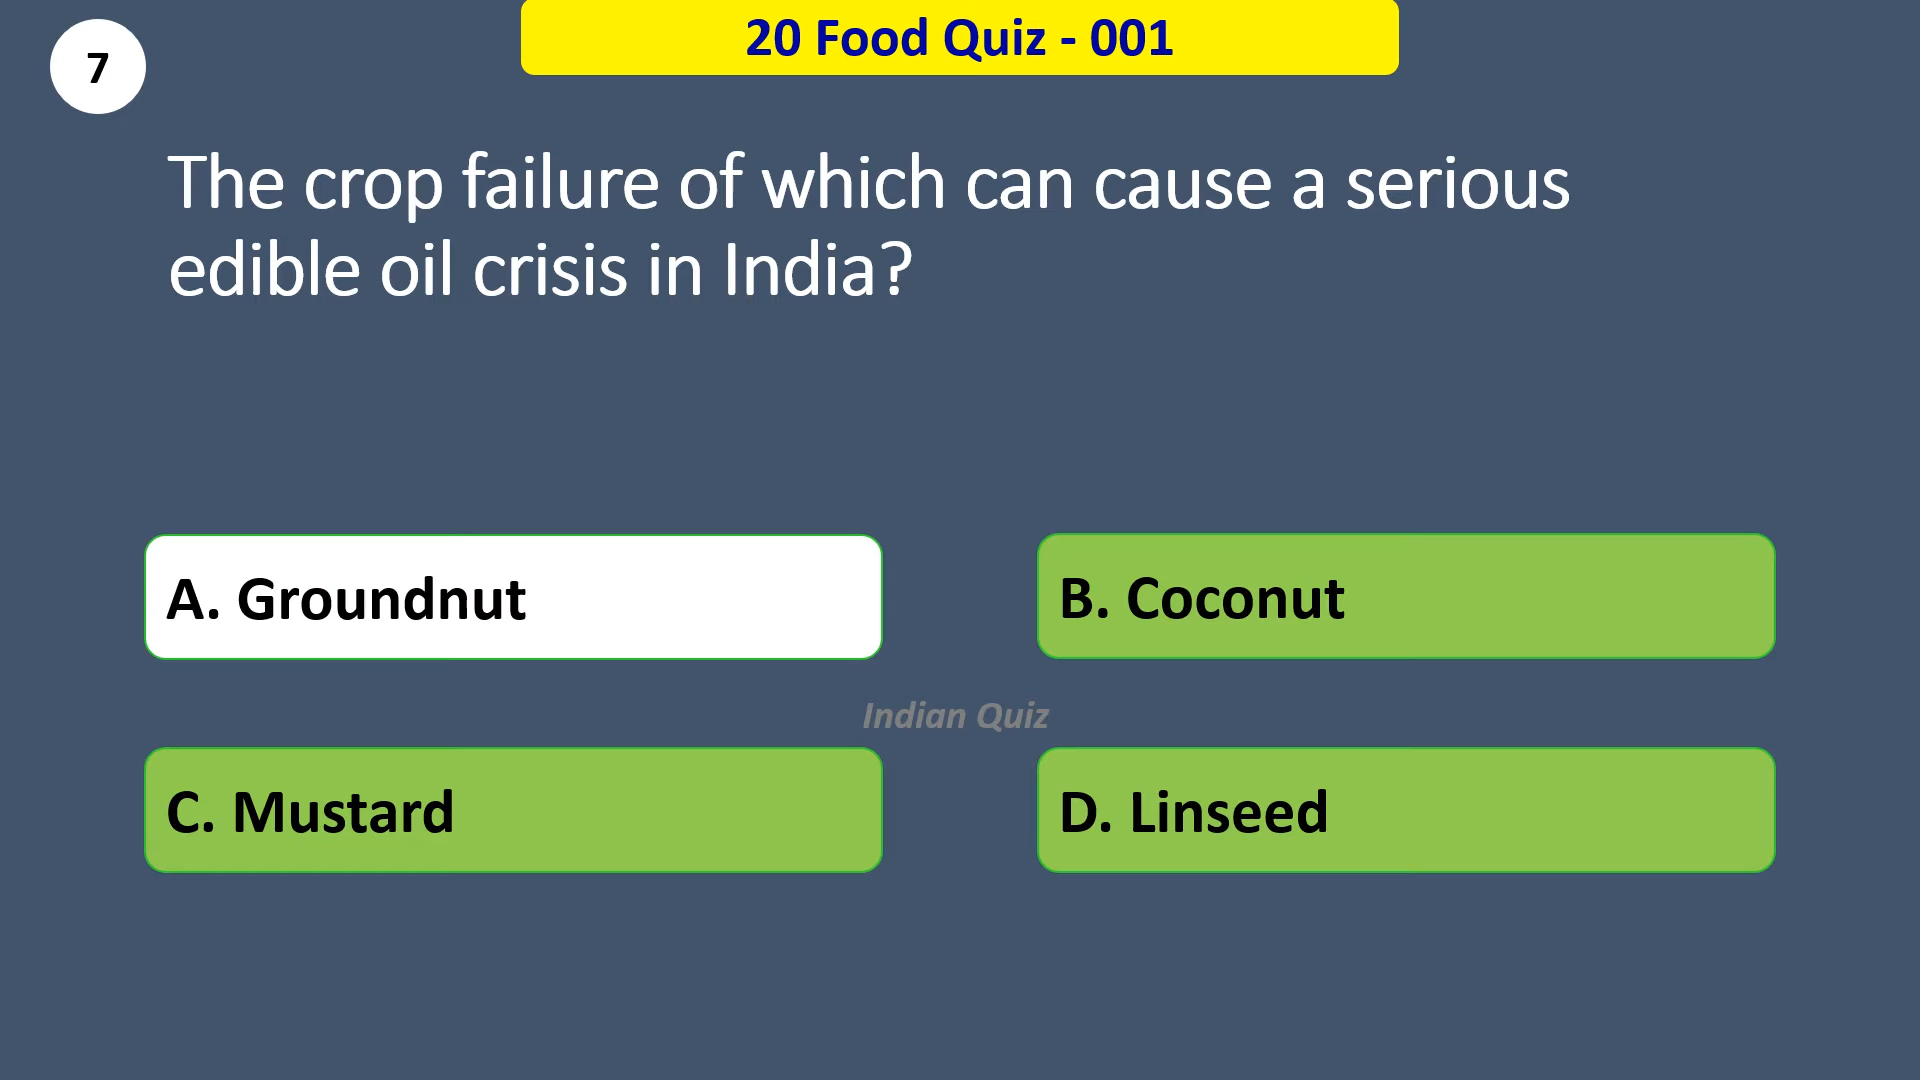 7
20 Food Quiz - 001
The crop failure of which can cause a serious
edible oil crisis in India?
A. Groundnut
B. Coconut
Indian Quiz
C. Mustard
D. Linseed